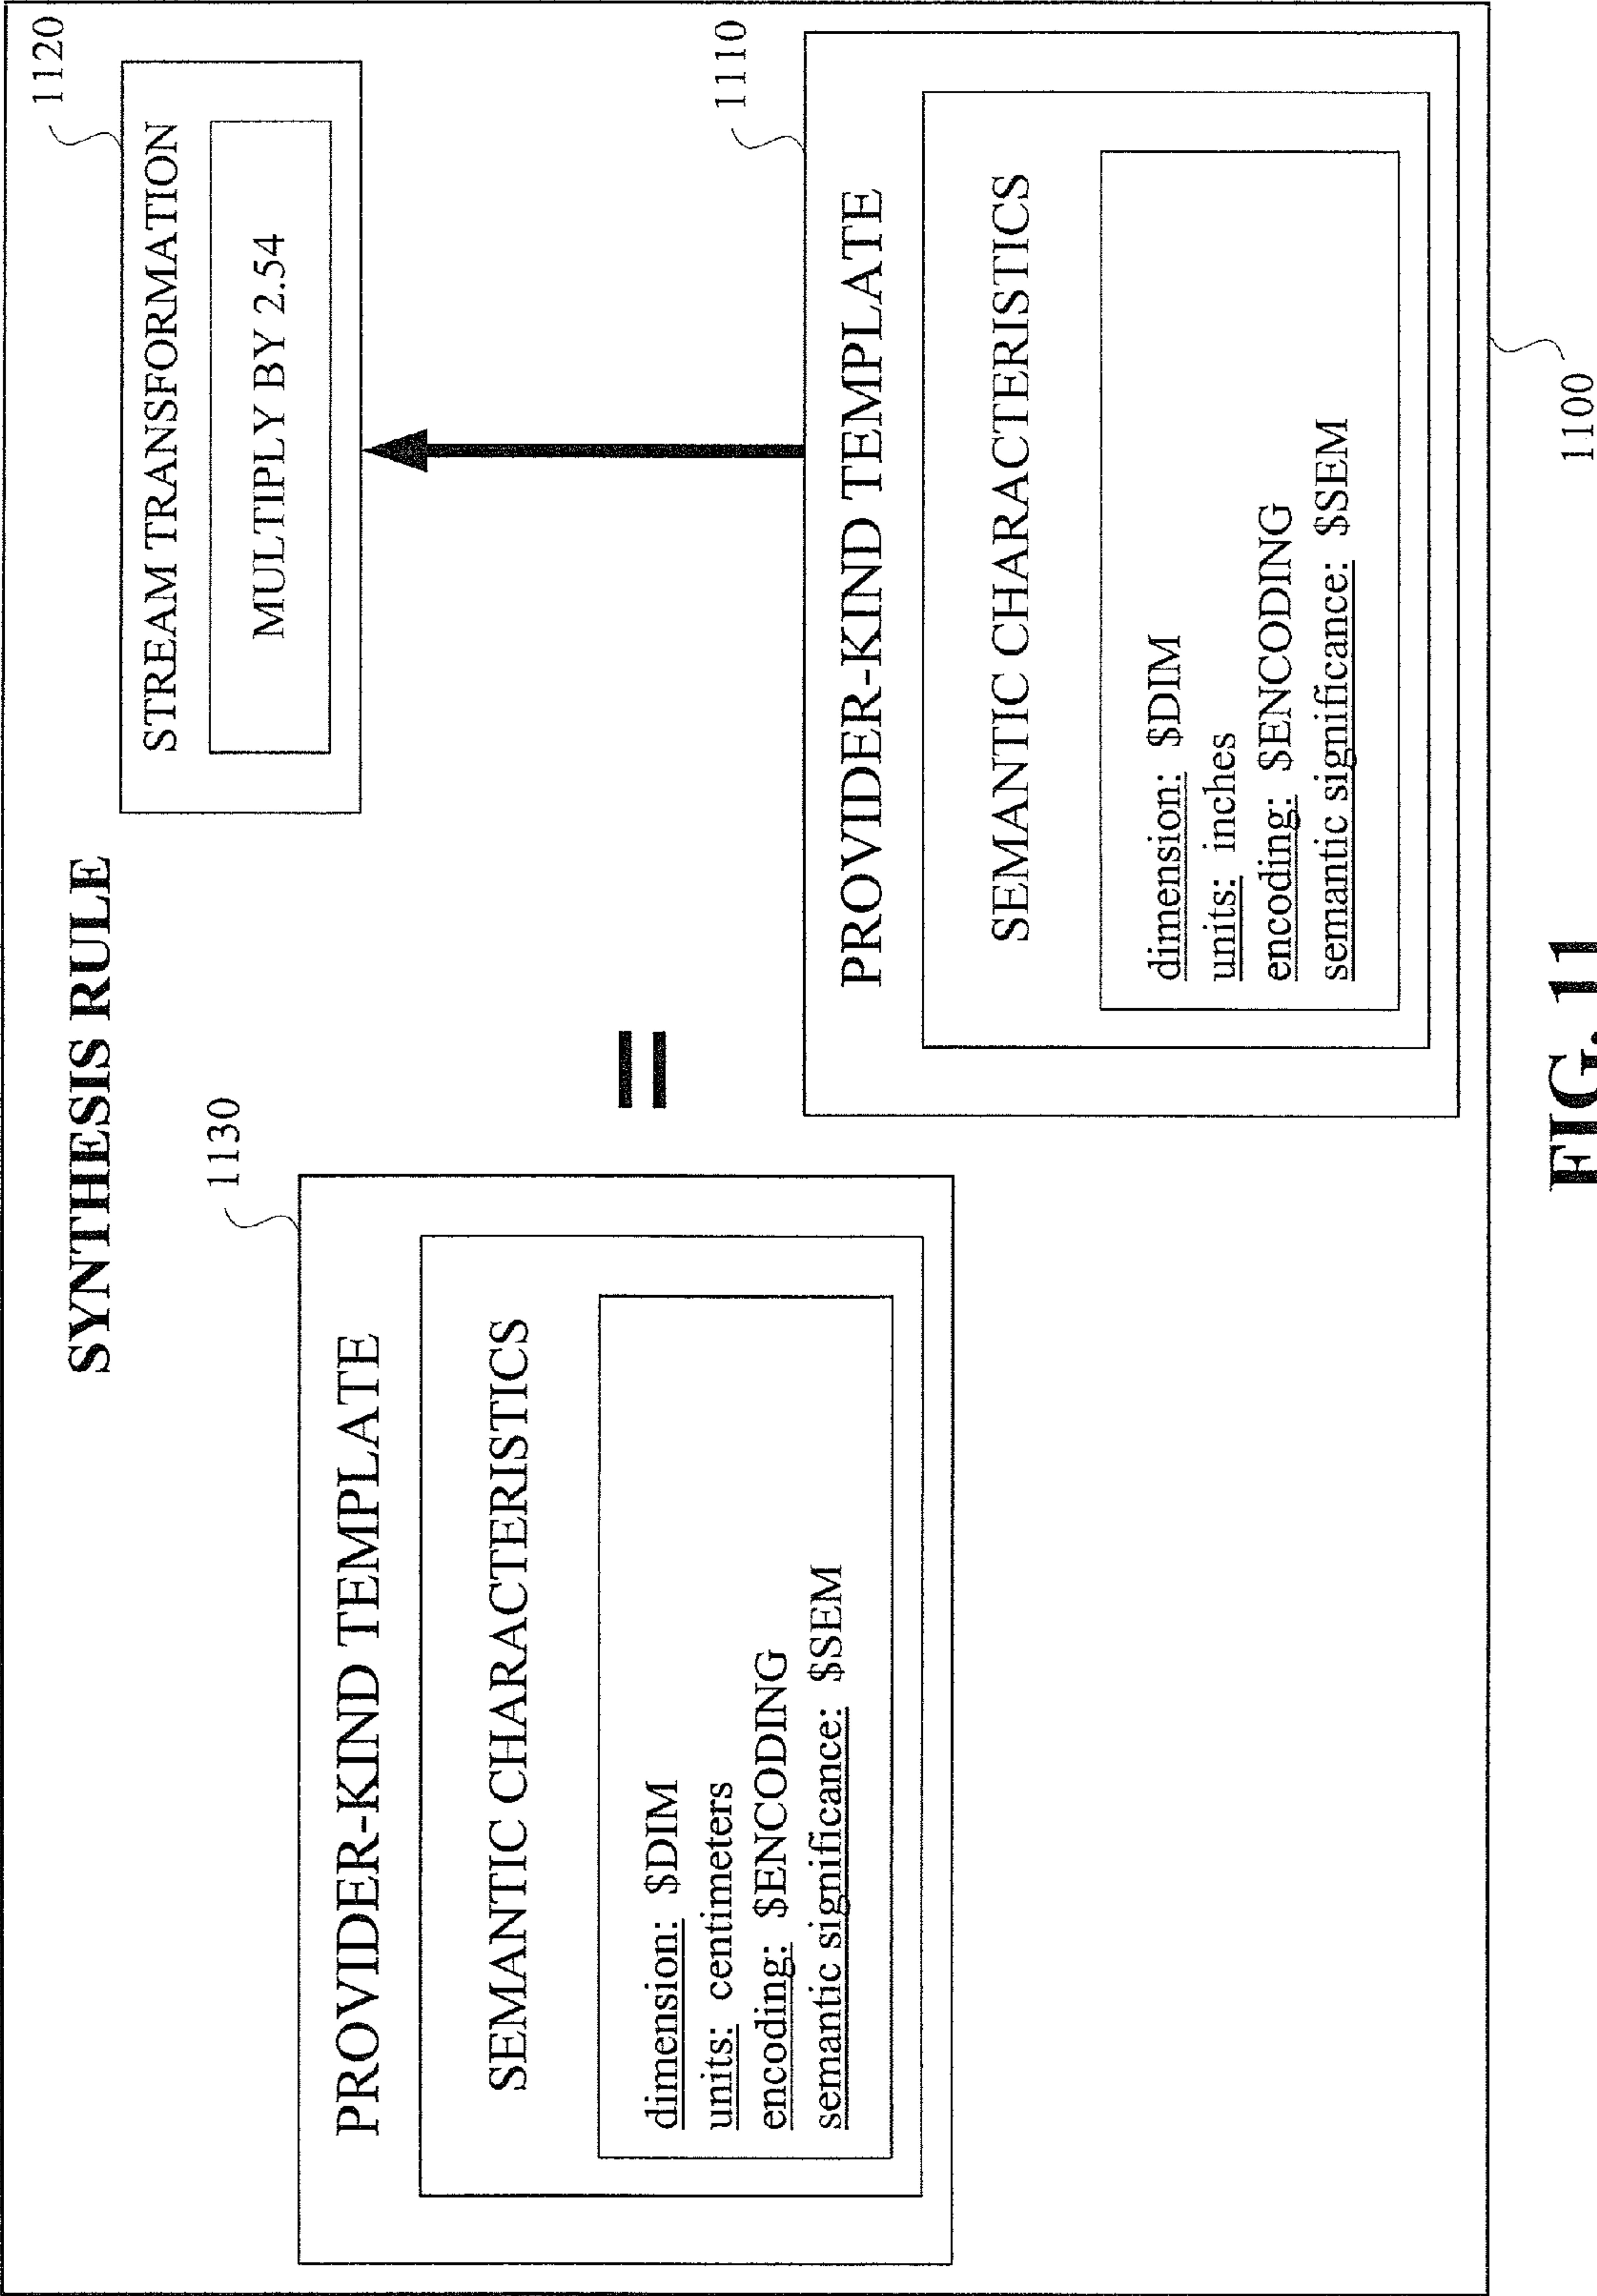 SYNTHESIS RULE
1130
PROVIDER-KIND TEMPLATE
SEMANTIC CHARACTERISTICS
dimension: $DIM
units: centimeters
encoding: $ENCODING
semantic significance: $SEM
=
1120
STREAM TRANSFORMATION
MULTIPLY BY 2.54
1110
PROVIDER-KIND TEMPLATE
SEMANTIC CHARACTERISTICS
dimension: $DIM
units: inches
encoding: $ENCODING
semantic significance: $SEM
1100
FIG. 11